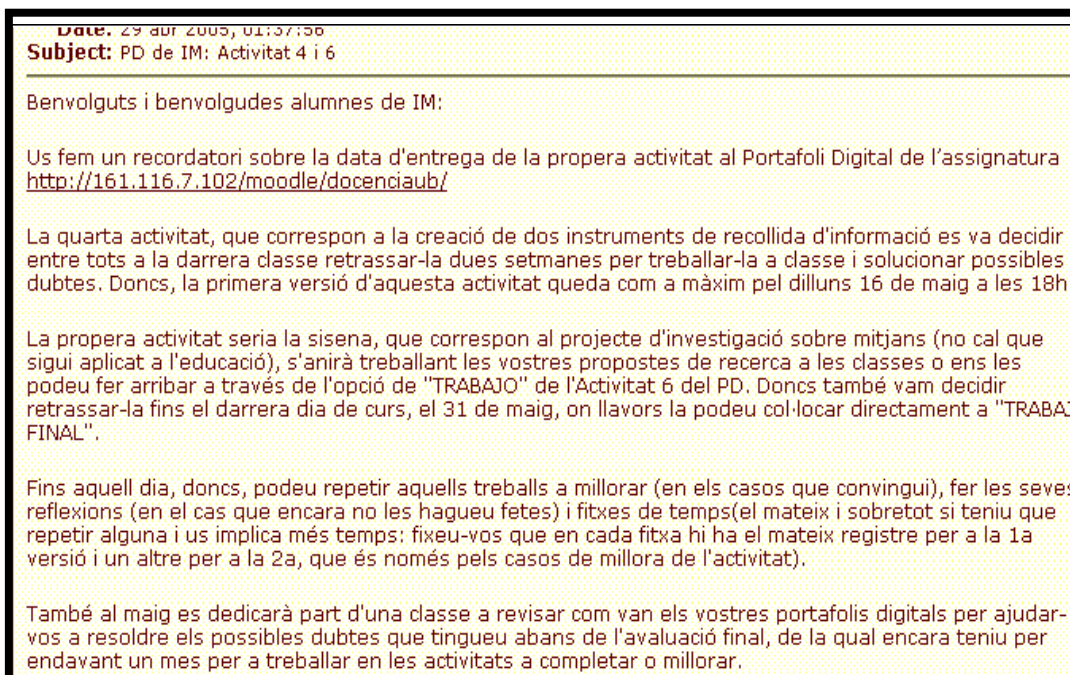 Date: 29 abr 2005, 01:37:56
Subject: PD de IM: Activitat 4 i 6
Benvolguts i benvolgudes alumnes de IM:
Us fem un recordatori sobre la data d'entrega de la propera activitat al Portafoli Digital de l'assignatura
http://161.116.7.102/moodle/docenciaub/
La quarta activitat, que correspon a la creació de dos instruments de recollida d'informació es va decidir
entre tots a la darrera classe retrassar-la dues setmanes per treballar-la a classe i solucionar possibles
dubtes. Doncs, la primera versió d'aquesta activitat queda com a màxim pel dilluns 16 de maig a les 18h
La propera activitat seria la sisena, que correspon al projecte d'investigació sobre mitjans (no cal que
sigui aplicat a l'educació), s'anirà treballant les vostres propostes de recerca a les classes o ens les
podeu fer arribar a través de l'opció de "TRABAJO" de l'Activitat 6 del PD. Doncs també vam decidir
retrassar-la fins el darrera dia de curs, el 31 de maig, on llavors la podeu col·locar directament a "TRABAJ
FINAL".
Fins aquell dia, doncs, podeu repetir aquells treballs a millorar (en els casos que convingui), fer les seves
reflexions (en el cas que encara no les hagueu fetes) i fitxes de temps(el mateix i sobretot si teniu que
repetir alguna i us implica més temps: fixeu-vos que en cada fitxa hi ha el mateix registre per a la 1a
versió i un altre per a la 2a, que és només pels casos de millora de l'activitat).
També al maig es dedicarà part d'una classe a revisar com van els vostres portafolis digitals per ajudar-
vos a resoldre els possibles dubtes que tingueu abans de l'avaluació final, de la qual encara teniu per
endavant un mes per a treballar en les activitats a completar o millorar.